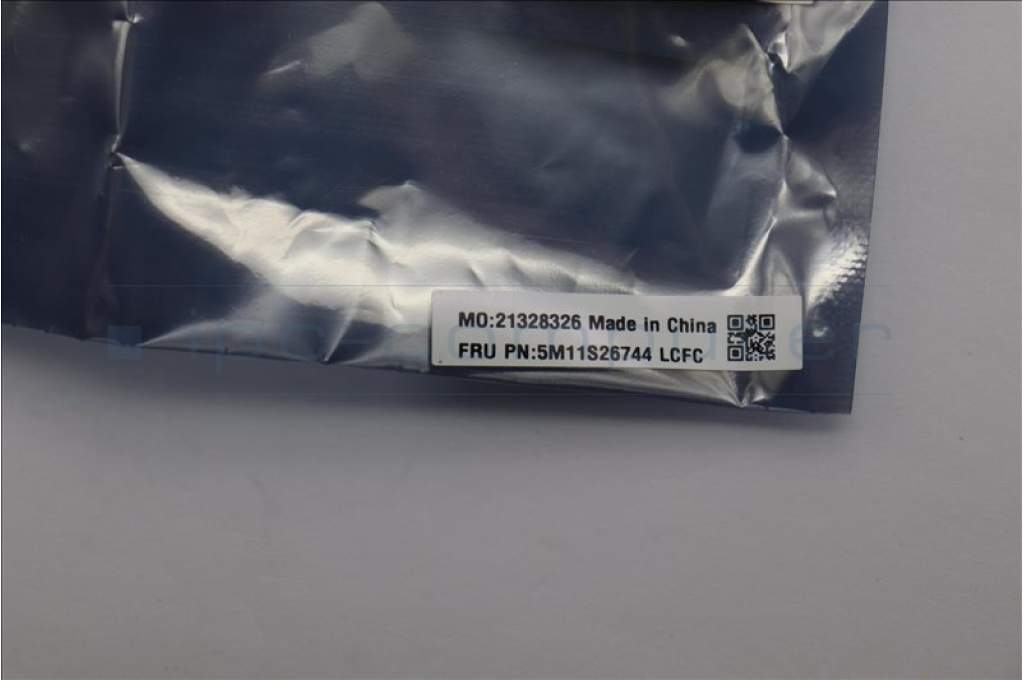 MO:21328326 Made in China
FRU PN:5M11S26744 LCFC